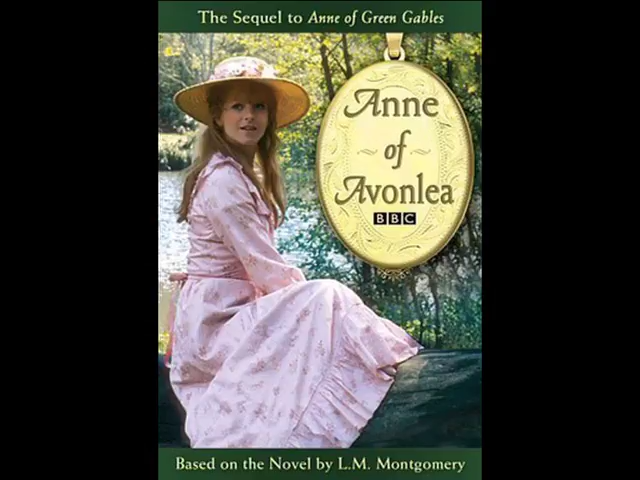 The Sequel to Anne of Green Gables
Anne
of
Avonlea
BBC
Based on the Novel by L.M. Montgomery